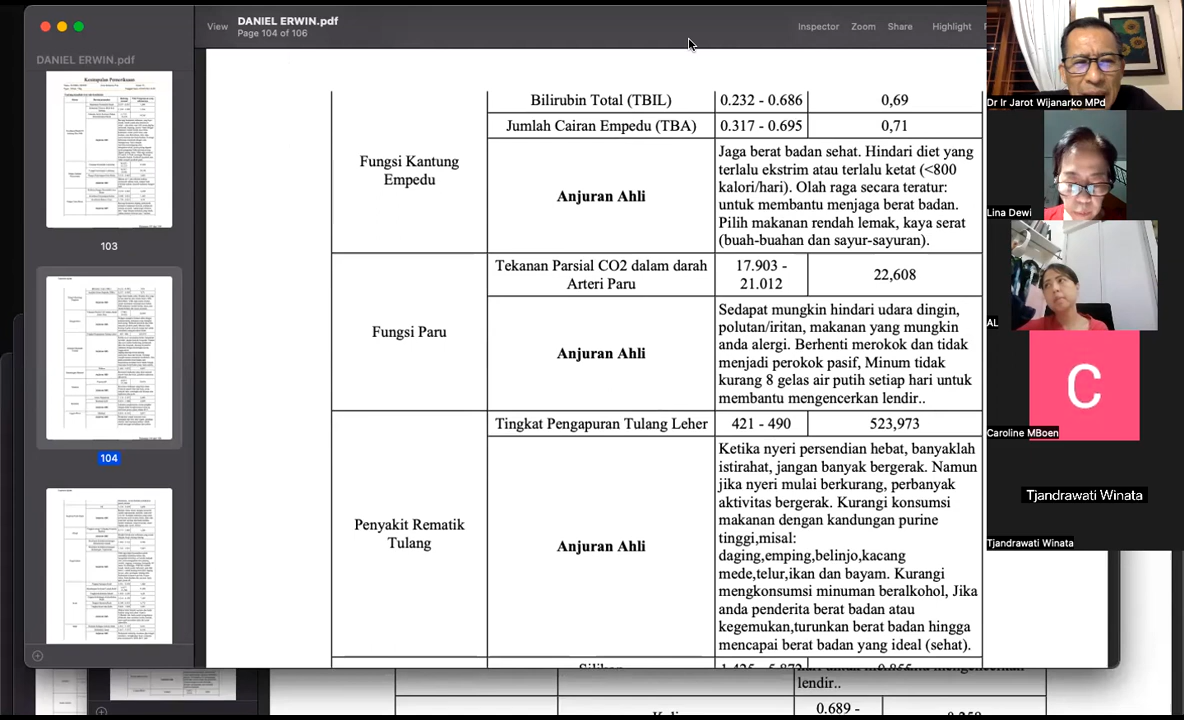 DANIEL ERWIN.pdf
View
Page 104 of 106
Inspector
Zoom
Share
Highlight
DANIEL ERWIN.pdf
Kesimpulan Pemeriksaan
103
104
Bilirubin Total (TBIL)
0.232 - 0.686
0,69
Jumlah Cairan Empedu (TBA)
0.317 - 0.695
0,71
Fungsi Kantung
Empedu
Anjuran Ahli
Jaga berat badan sehat. Hindari diet yang
terlalu ekstrim atau terlalu ketat (<800
kalori/hari). Olah raga secara teratur:
untuk membantu menjaga berat badan.
Pilih makanan rendah lemak, kaya serat
(buah-buahan dan sayur-sayuran).
Fungsi Paru
Tekanan Parsial CO2 dalam darah
Arteri Paru
17.903 -
21.012
22,608
Anjuran Ahli
Sedapat mungkin hindari udara dingin,
polutan/iritan, makanan yang mungkin
anda alergi. Berhenti merokok dan tidak
menjadi perokok pasif, Minum tidak
kurang 8 gelas air putih setiap hari untuk
membantu mengencerkan lendir..
Penyakit Rematik
Tulang
Tingkat Pengapuran Tulang Leher
421 - 490
523,973
Anjuran Ahli
Ketika nyeri persendian hebat, banyaklah
istirahat, jangan banyak bergerak. Namun
jika nyeri mulai berkurang, perbanyak
aktivitas bergerak. Kurangi konsumsi
makanan dengan kandungan purine
tinggi,misal:
daging,emping,belinjo,kacang
mede,telur,ikan dan bayam. Kurangi
mengkonsumsi minuman beralkohol, Jika
anda penderita berat badan atau
kegemukan,turunkan berat badan hingga
mencapai berat badan yang ideal (sehat).
Silikon
lendir..
0.689 -
Dr Ir Jarot Wijanarko MPd
Lina Dewi
AL
C
Caroline MBoen
Tjandrawati Winata
Tjandrawati Winata